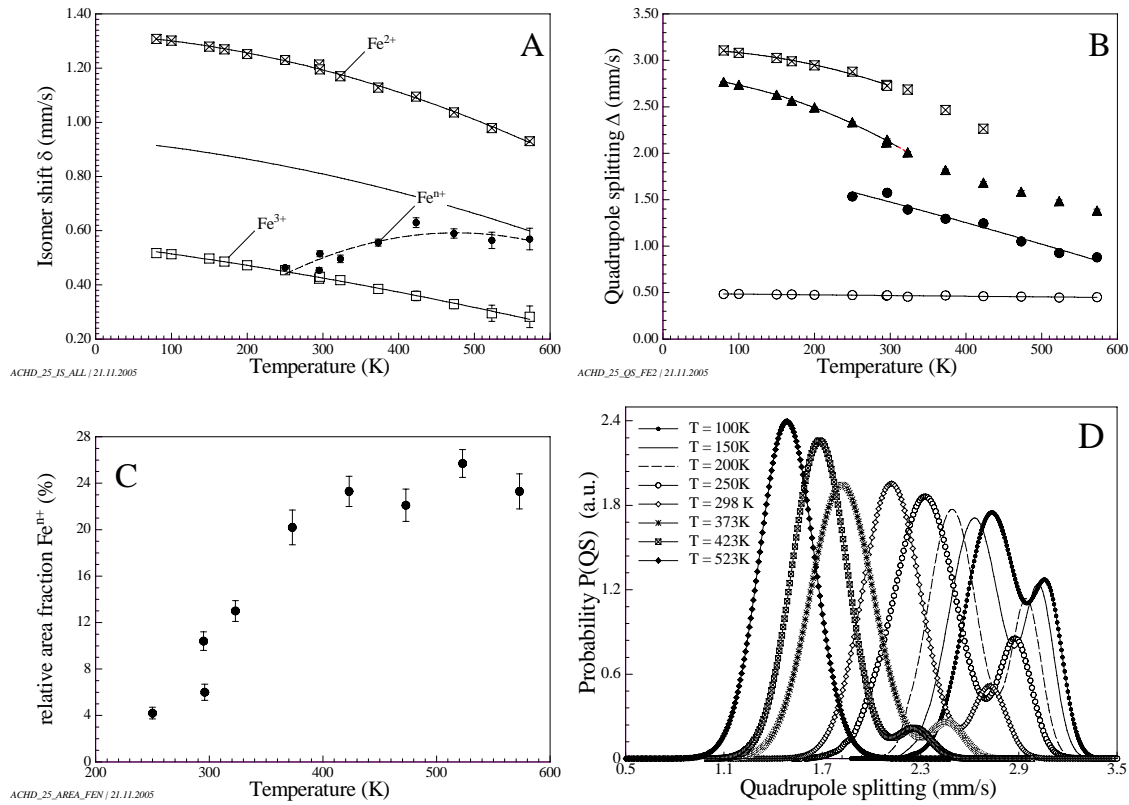 A
Isomer shift δ (mm/s)
1.40
1.20
1.00
0.80
0.60
0.40
0.20
Fe2+
Fen+
Fe3+
0
100
200
300
400
500
600
Temperature (K)
ACHD_25_IS_ALL | 21.11.2005
B
Quadrupole splitting Δ (mm/s)
3.50
3.00
2.50
2.00
1.50
1.00
0.50
0.00
0
100
200
300
400
500
600
Temperature (K)
ACHD_25_QS_FE2 | 21.11.2005
C
relative area fraction Fen+ (%)
28
24
20
16
12
8
4
0
200
300
400
500
600
Temperature (K)
ACHD_25_AREA_FEN | 21.11.2005
D
Probability P(QS) (a.u.)
2.4
1.8
1.2
0.6
0
T = 100K
T = 150K
T = 200K
T = 250K
T = 298 K
T = 373K
T = 423K
T = 523K
0.5
1.1
1.7
2.3
2.9
3.5
Quadrupole splitting (mm/s)